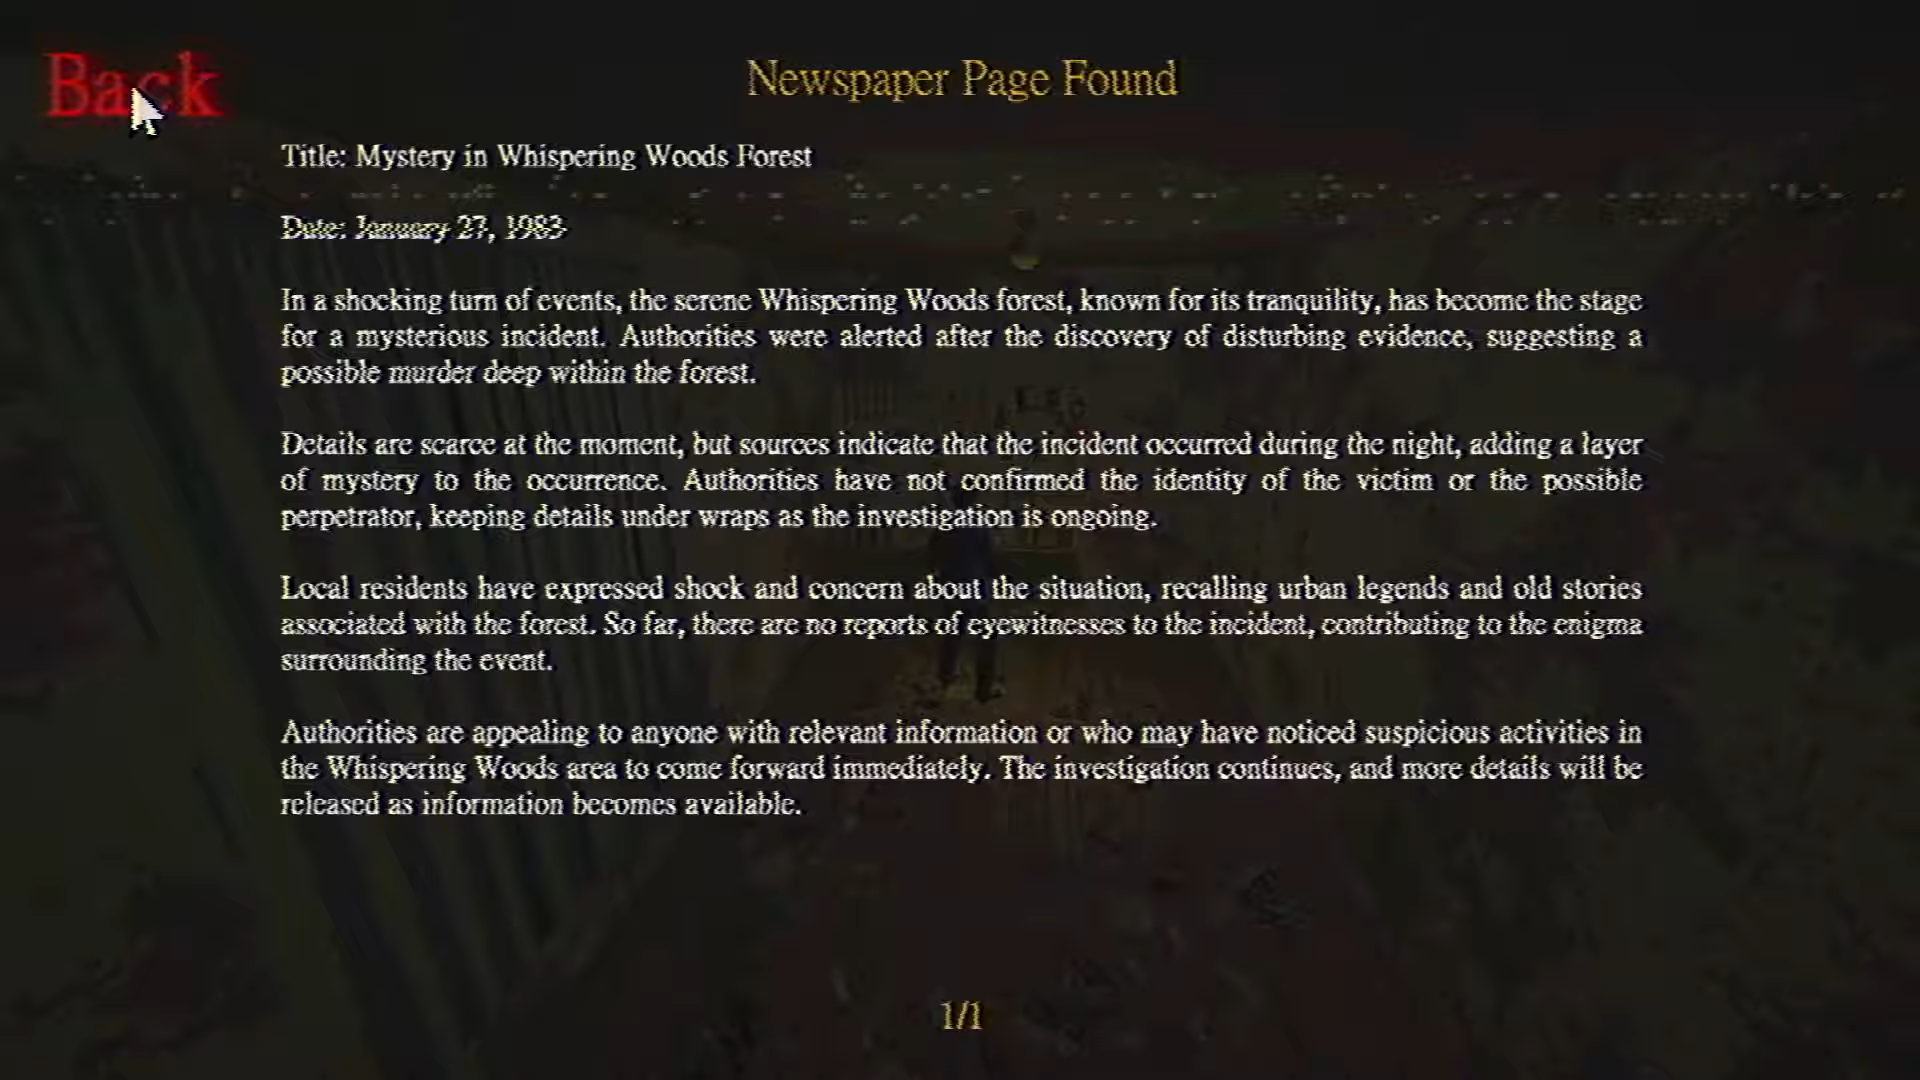 Back
Newspaper Page Found
Title: Mystery in Whispering Woods Forest
Date: January 27, 1983
In a shocking turn of events, the serene Whispering Woods forest, known for its tranquility, has become the stage
for a mysterious incident. Authorities were alerted after the discovery of disturbing evidence, suggesting a
possible murder deep within the forest.
Details are scarce at the moment, but sources indicate that the incident occurred during the night, adding a layer
of mystery to the occurrence. Authorities have not confirmed the identity of the victim or the possible
perpetrator, keeping details under wraps as the investigation is ongoing.
Local residents have expressed shock and concern about the situation, recalling urban legends and old stories
associated with the forest. So far, there are no reports of eyewitnesses to the incident, contributing to the enigma
surrounding the event.
Authorities are appealing to anyone with relevant information or who may have noticed suspicious activities in
the Whispering Woods area to come forward immediately. The investigation continues, and more details will be
released as information becomes available.
1/1